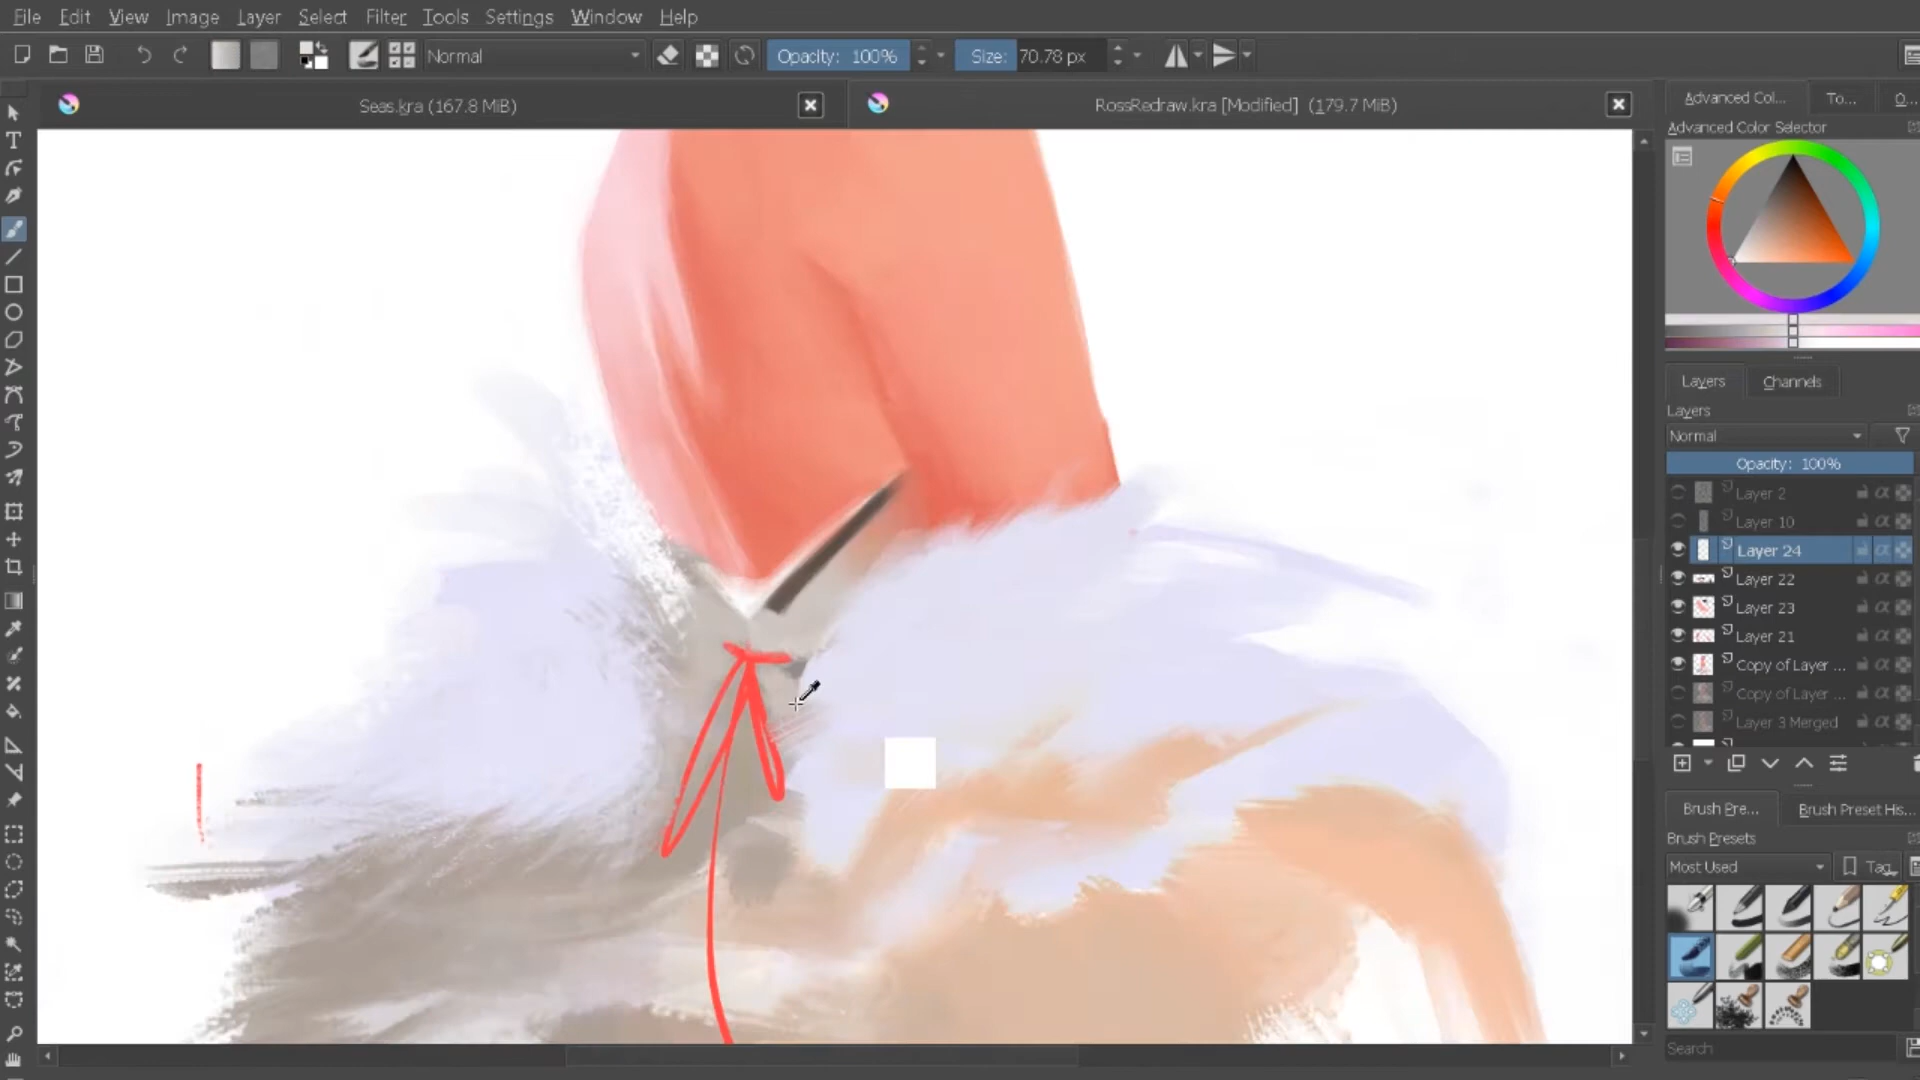 File Edit View Image Layer Select Filter Tools Settings Window Help
Normal Opacity: 100% Size: 70.78 px
Seas.kra (167.8 MiB) RossRedraw.kra [Modified] (179.7 MiB)
Advanced Col... To... O...
Advanced Color Selector
Layers Channels
Layers
Normal
Opacity: 100%
Layer 2
Layer 10
Layer 24
Layer 22
Layer 23
Layer 21
Copy of Layer ...
Copy of Layer ...
Layer 3 Merged
Brush Pre... Brush Preset His...
Brush Presets
Most Used Tag
Search